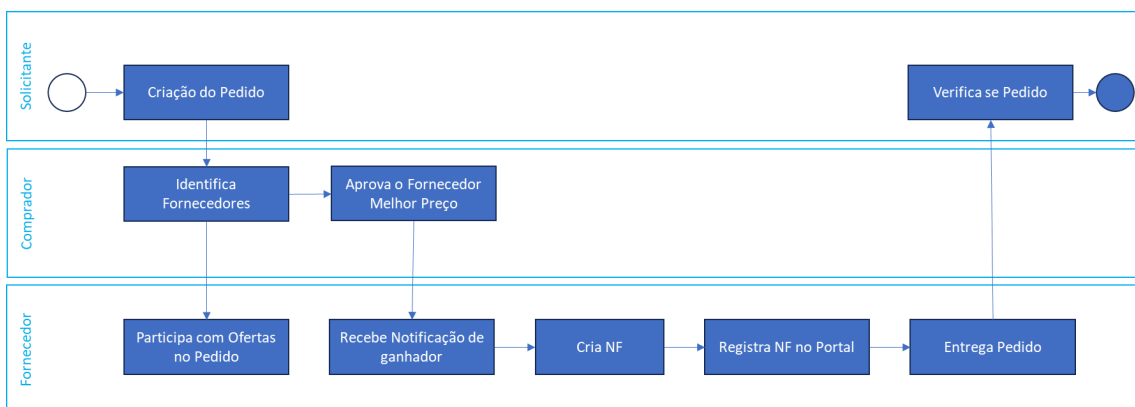 Solicitante
Criação do Pedido
Verifica se Pedido
Comprador
Identifica
Fornecedores
Aprova o Fornecedor
Melhor Preço
Fornecedor
Participa com Ofertas
no Pedido
Recebe Notificação de
ganhador
Cria NF
Registra NF no Portal
Entrega Pedido